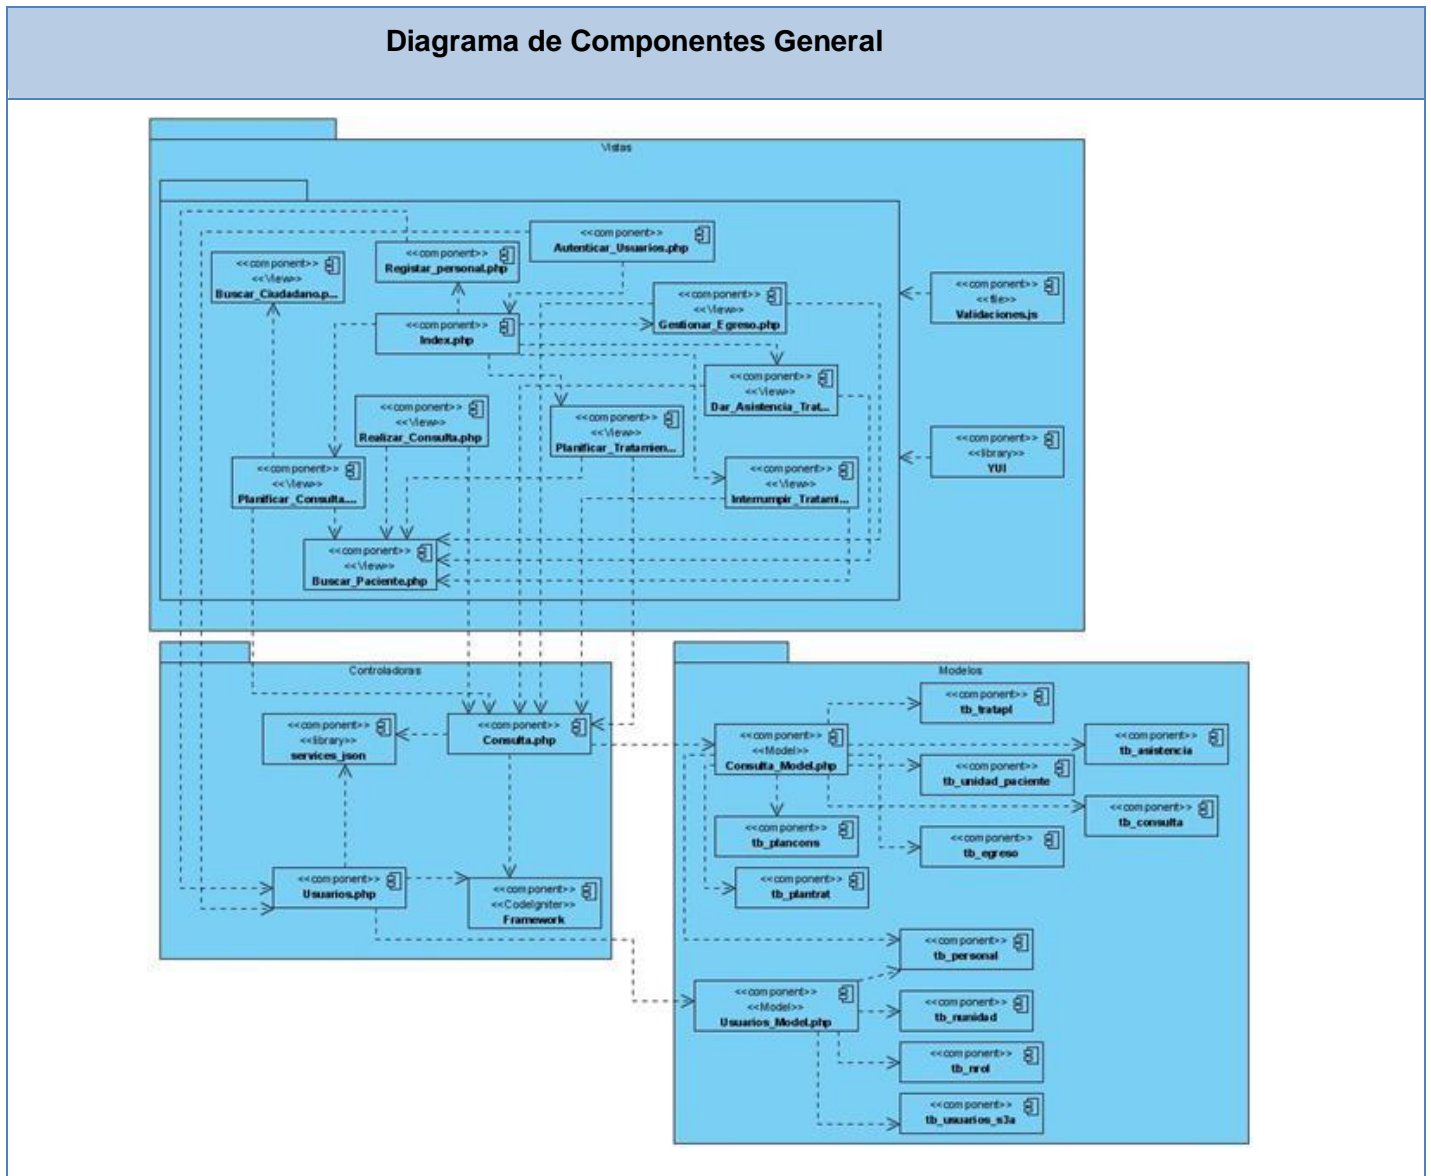 Diagrama de Componentes General
Vistas
<<component>>
Autenticar_Usuarios.php
<<component>>
Registar_personal.php
<<component>>
<<View>>
Buscar_Ciudadano.p...
<<component>>
<<View>>
Gestionar_Egreso.php
<<component>>
<<file>>
Validaciones.js
<<component>>
Index.php
<<component>>
<<View>>
Dar_Asistencia_Trat...
<<component>>
<<View>>
Realizar_Consulta.php
<<component>>
<<View>>
Planificar_Tratamien...
<<component>>
<<library>>
YUI
<<component>>
<<View>>
Planificar_Consulta....
<<component>>
<<View>>
Interrumpir_Tratami...
<<component>>
<<View>>
Buscar_Paciente.php
Controladoras
<<component>>
<<library>>
services_json
<<component>>
Consulta.php
<<component>>
Usuarios.php
<<component>>
<<CodeIgniter>>
Framework
Modelos
<<component>>
tb_tratapl
<<component>>
<<Model>>
Consulta_Model.php
<<component>>
tb_asistencia
<<component>>
tb_unidad_paciente
<<component>>
tb_consulta
<<component>>
tb_plancons
<<component>>
tb_egreso
<<component>>
tb_plantrat
<<component>>
tb_personal
<<component>>
<<Model>>
Usuarios_Model.php
<<component>>
tb_nunidad
<<component>>
tb_nrol
<<component>>
tb_usuarios_s3a